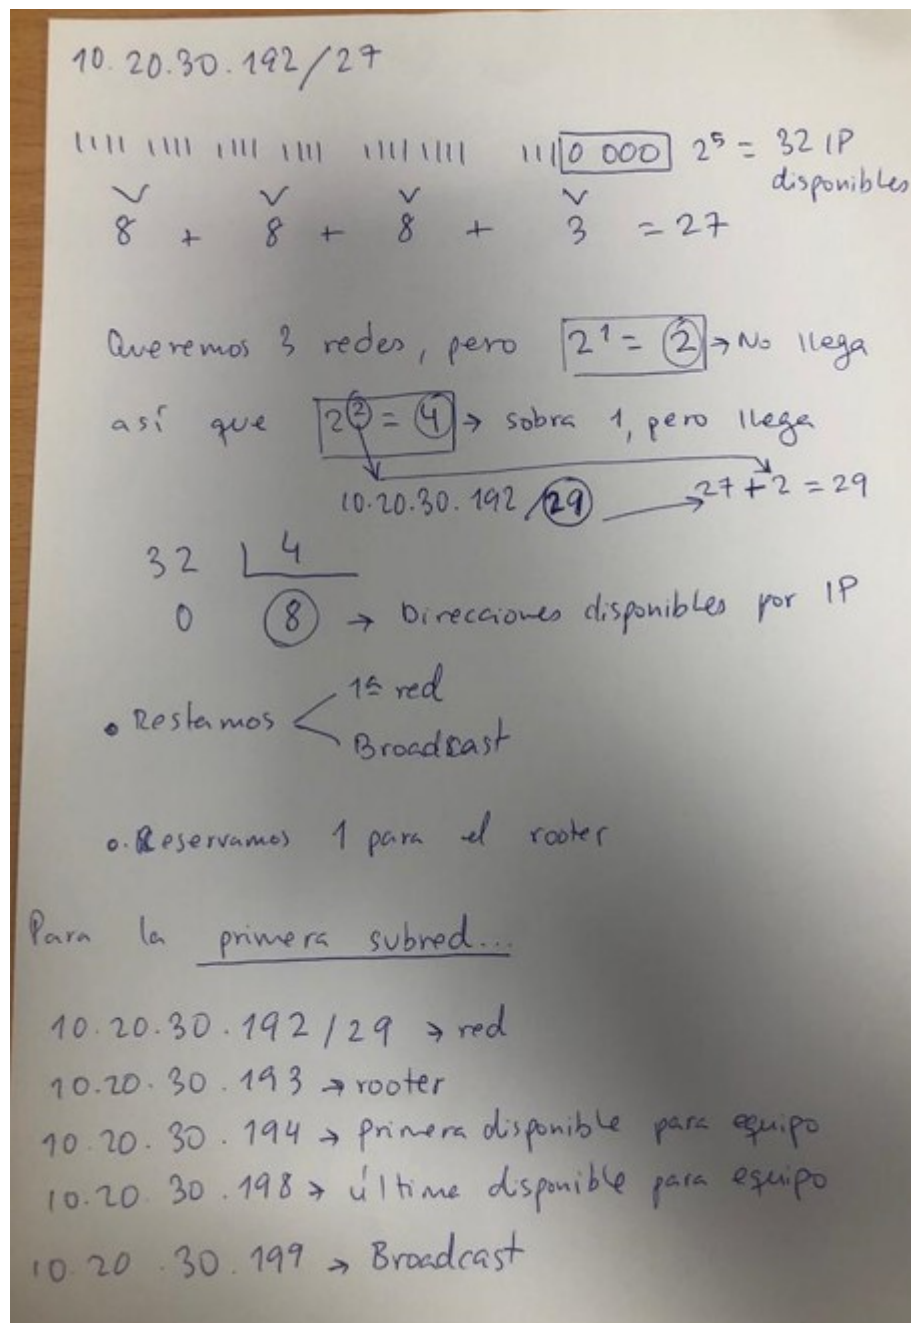 10.20.30.192/27
1111 1111 1111 1111 1111 1111 1110 000 2⁵ = 32 IP
disponibles
8 + 8 + 8 + 3 = 27
Queremos 3 redes, pero 2¹ = 2 → No llega
así que 2² = 4 → sobra 1, pero llega
10.20.30.192/29 → 27+2 = 29
32 | 4
0 8 → Direcciones disponibles por IP
• Restamos
1ª red
Broadcast
• Reservamos 1 para el rooter
Para la primera subred...
10.20.30.192/29 → red
10.20.30.193 → rooter
10.20.30.194 → primera disponible para equipo
10.20.30.198 → última disponible para equipo
10.20.30.199 → Broadcast